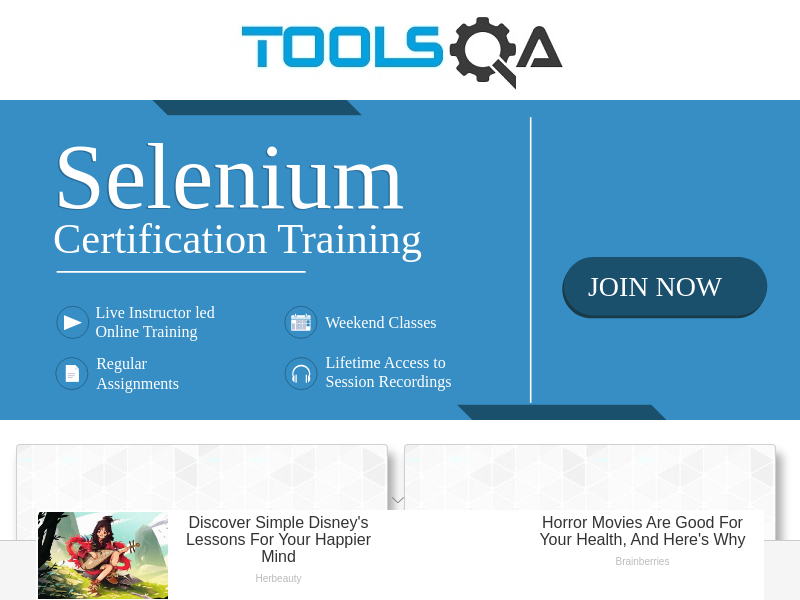 TOOLSQA
Selenium
Certification Training
JOIN NOW
Live Instructor led
Online Training
Weekend Classes
Regular
Assignments
Lifetime Access to
Session Recordings
Discover Simple Disney's
Lessons For Your Happier
Mind
Herbeauty
Horror Movies Are Good For
Your Health, And Here's Why
Brainberries